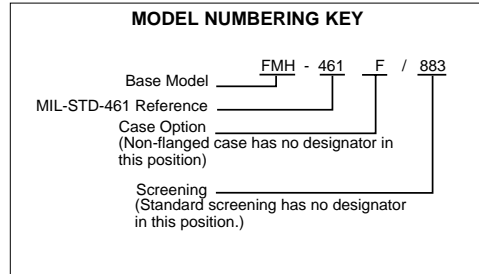 MODEL NUMBERING KEY
FMH - 461 F / 883
Base Model
MIL-STD-461 Reference
Case Option
(Non-flanged case has no designator in
this position)
Screening
(Standard screening has no designator
in this position.)